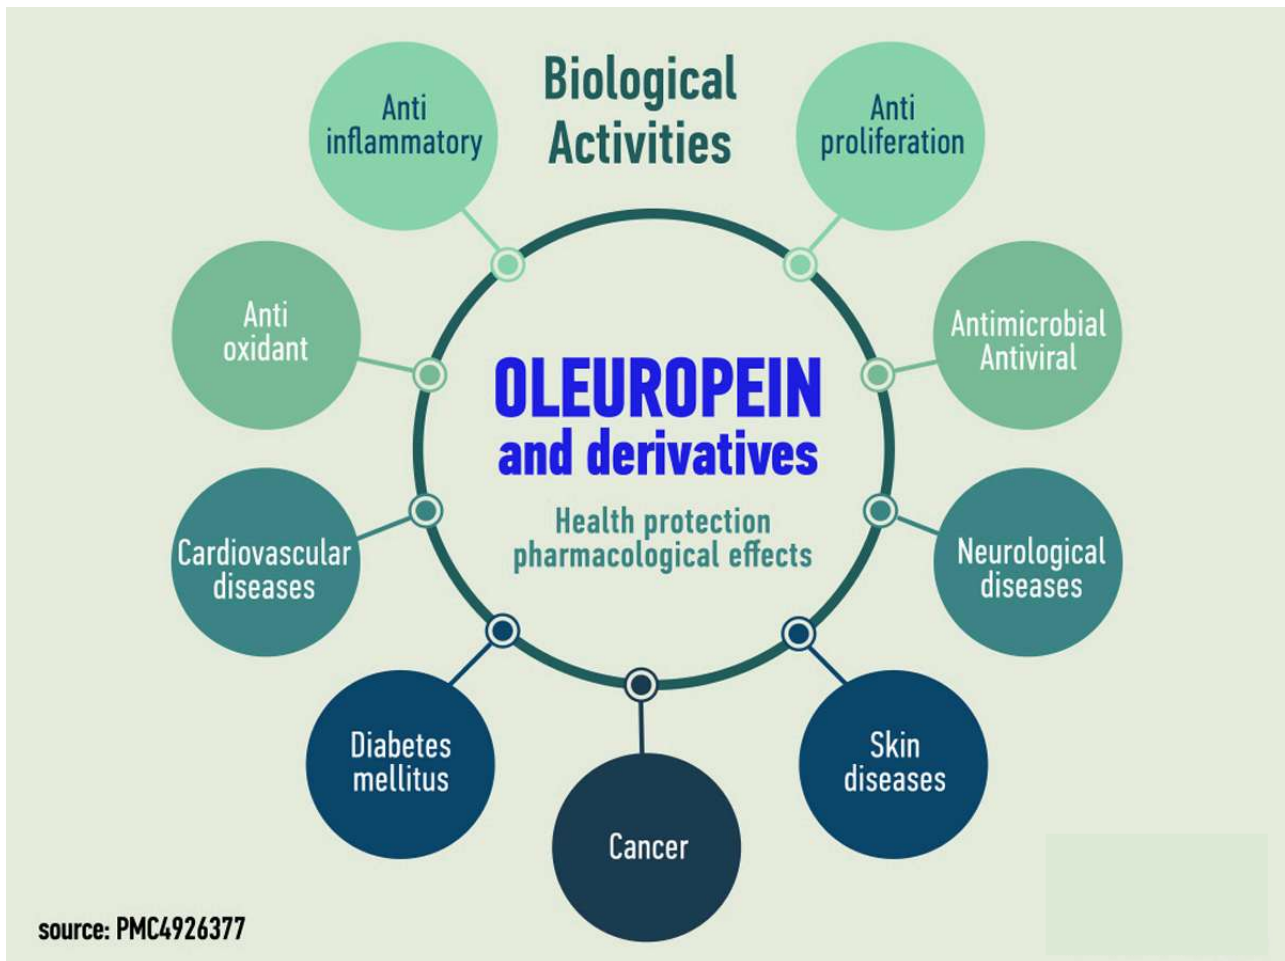 Biological
Activities
Anti
inflammatory
Anti
proliferation
Anti
oxidant
Antimicrobial
Antiviral
OLEUROPEIN
and derivatives
Health protection
pharmacological effects
Cardiovascular
diseases
Neurological
diseases
Diabetes
mellitus
Skin
diseases
Cancer
source: PMC4926377